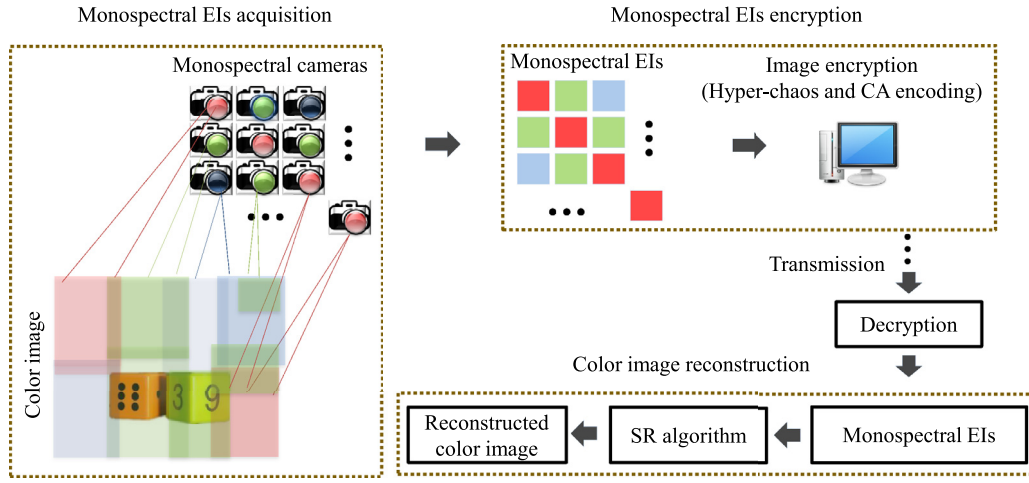 Monospectral EIs acquisition
Monospectral cameras
Color image
3 9
Monospectral EIs encryption
Monospectral EIs
Image encryption
(Hyper-chaos and CA encoding)
Transmission
Decryption
Color image reconstruction
Reconstructed
color image
SR algorithm
Monospectral EIs